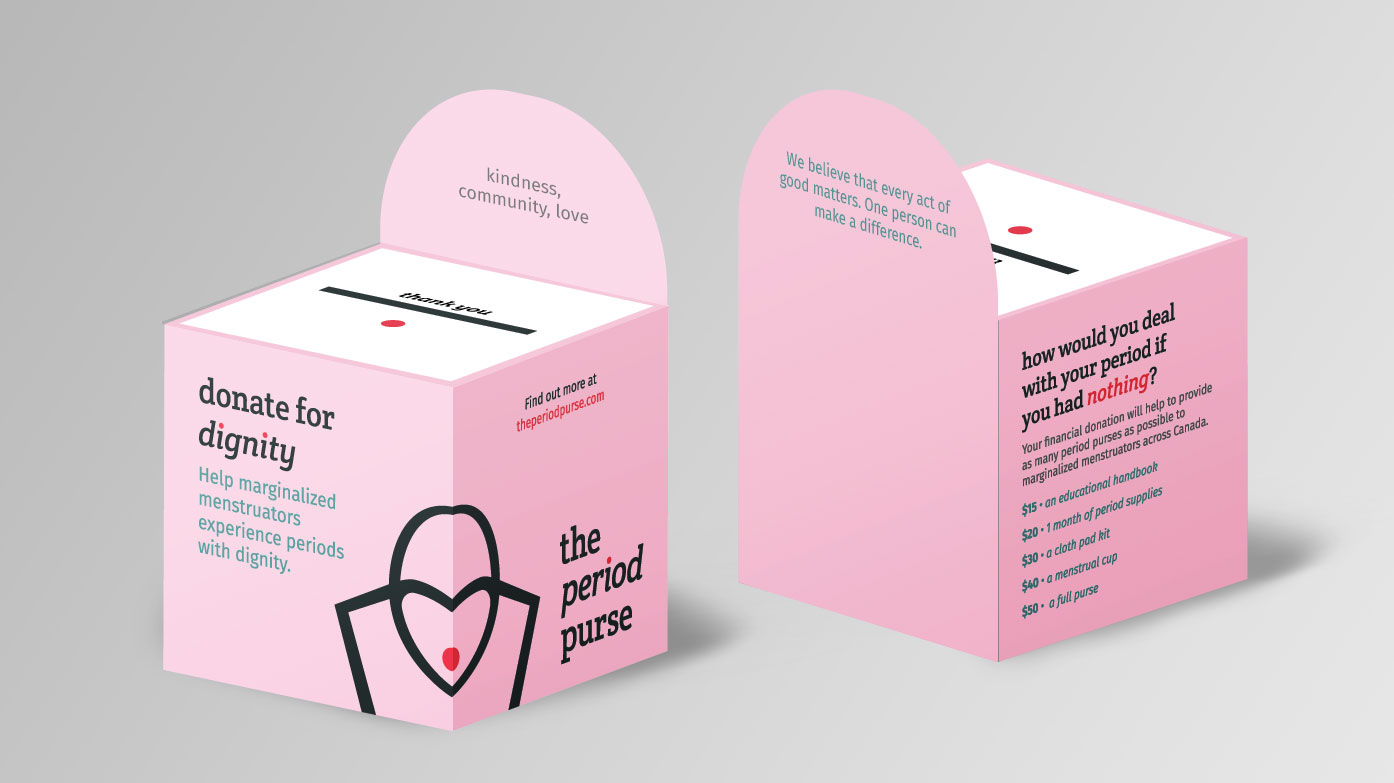 kindness,
community, love
thank you
donate for
dignity
Help marginalized
menstruators
experience periods
with dignity.
Find out more at
theperiodpurse.com
the
period
purse
We believe that every act of
good matters. One person can
make a difference.
how would you deal
with your period if
you had nothing?
Your financial donation will help to provide
as many period purses as possible to
marginalized menstruators across Canada.
$15 • an educational handbook
$20 • 1 month of period supplies
$30 • a cloth pad kit
$40 • a menstrual cup
$50 • a full purse